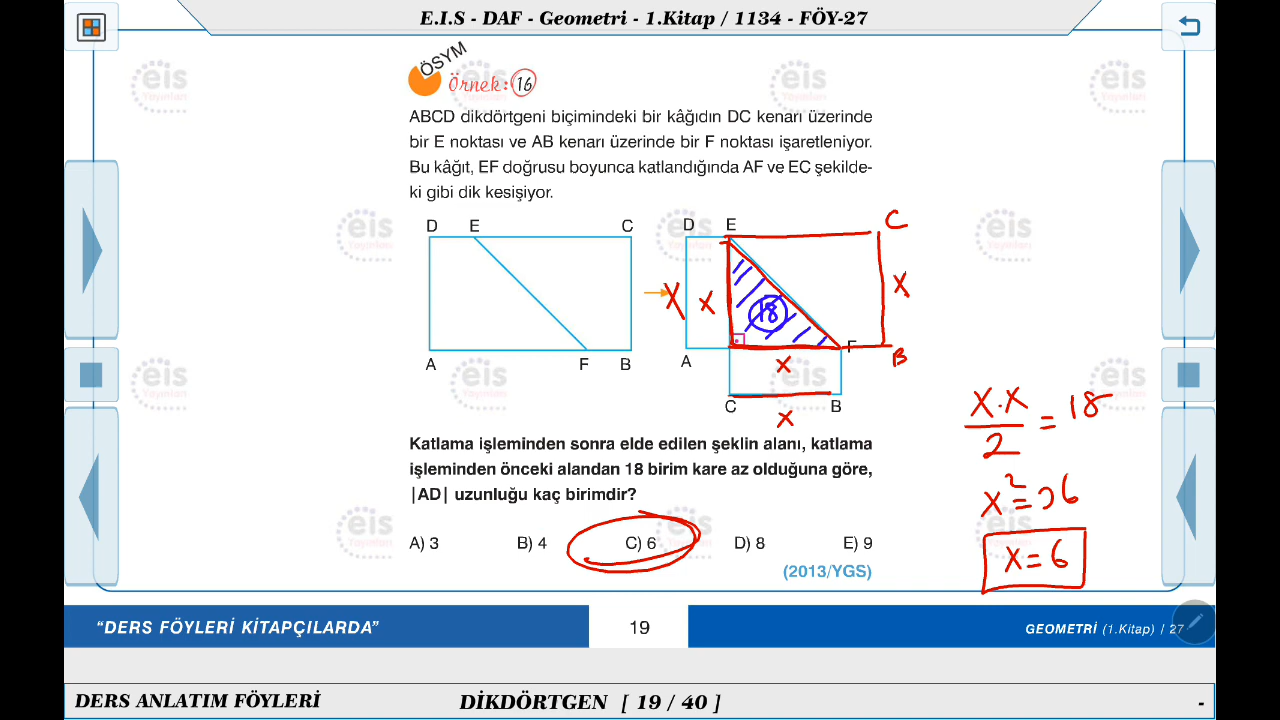 E.I.S - DAF - Geometri - 1.Kitap / 1134 - FÖY-27
ÖSYM
Örnek: 16
ABCD dikdörtgeni biçimindeki bir kâğıdın DC kenarı üzerinde
bir E noktası ve AB kenarı üzerinde bir F noktası işaretleniyor.
Bu kâğıt, EF doğrusu boyunca katlandığında AF ve EC şekilde-
ki gibi dik kesişiyor.
D E C
A F B
D E C
X X 18 X
A F B
X
C B
X
Katlama işleminden sonra elde edilen şeklin alanı, katlama
işleminden önceki alandan 18 birim kare az olduğuna göre,
|AD| uzunluğu kaç birimdir?
A) 3 B) 4 C) 6 D) 8 E) 9
(2013/YGS)
X.X
— = 18
2
x² = 36
x = 6
"DERS FÖYLERİ KİTAPÇILARDA"
19
GEOMETRİ (1.Kitap) / 27
DERS ANLATIM FÖYLERİ
DİKDÖRTGEN [ 19 / 40 ]
-
eis
Yayınları